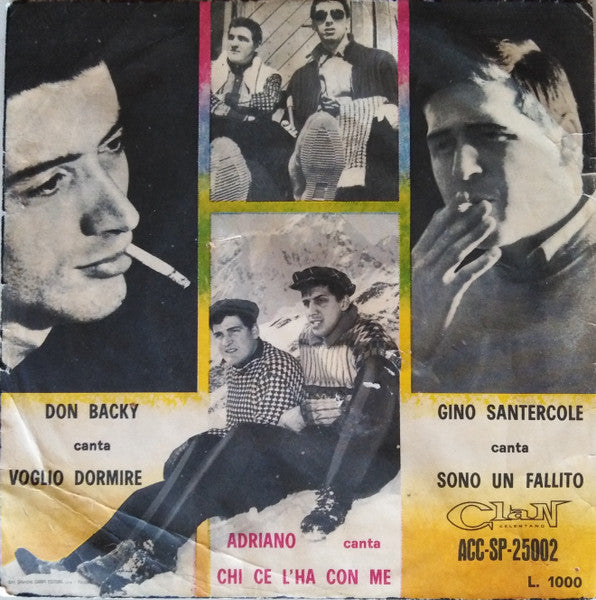 DON BACKY
canta
VOGLIO DORMIRE
ADRIANO canta
CHI CE L'HA CON ME
GINO SANTERCOLE
canta
SONO UN FALLITO
CLAN
CELENTANO
ACC-SP-25002
L. 1000